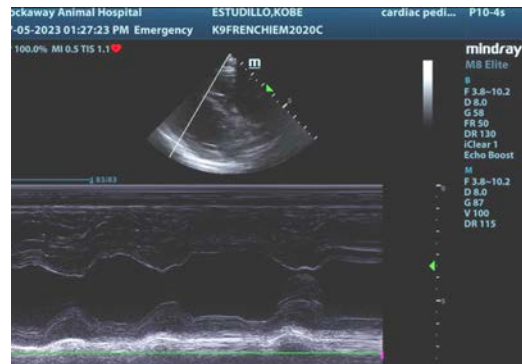 ockaway Animal Hospital ESTUDILLO,KOBE cardiac pedi... P10-4s
-05-2023 01:27:23 PM Emergency K9FRENCHIEM2020C
100.0% MI 0.5 TIS 1.1
m
mindray
M8 Elite
B
F 3.8~10.2
D 8.0
G 58
FR 50
DR 130
iClear 1
Echo Boost
83/83
M
F 3.8~10.2
D 8.0
G 87
V 100
DR 115